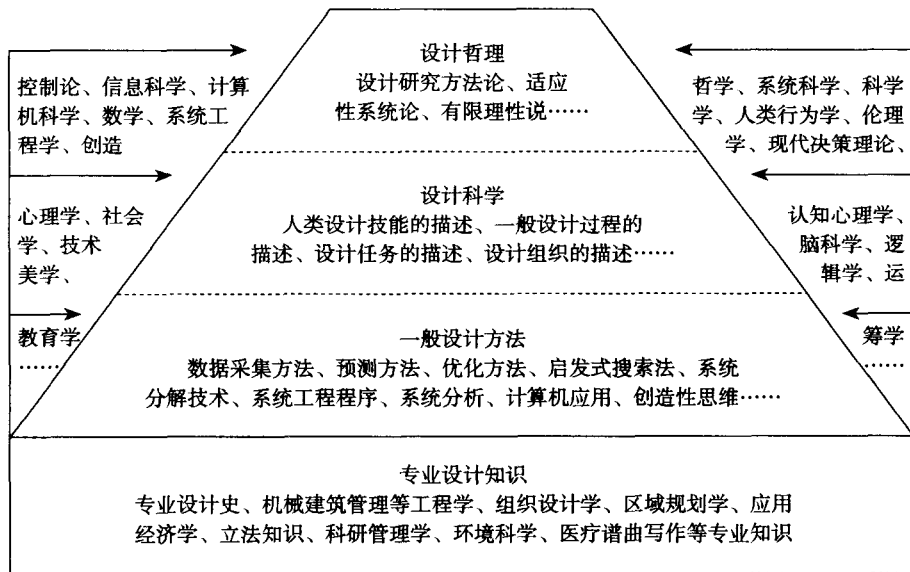 设计哲理
设计研究方法论、适应
性系统论、有限理性说……
控制论、信息科学、计算
机科学、数学、系统工
程学、创造
哲学、系统科学、科学
学、人类行为学、伦理
学、现代决策理论、
设计科学
人类设计技能的描述、一般设计过程的
描述、设计任务的描述、设计组织的描述……
心理学、社会
学、技术
美学、
认知心理学、
脑科学、逻
辑学、运
一般设计方法
数据采集方法、预测方法、优化方法、启发式搜索法、系统
分解技术、系统工程程序、系统分析、计算机应用、创造性思维……
教育学
……
筹学
……
专业设计知识
专业设计史、机械建筑管理等工程学、组织设计学、区域规划学、应用
经济学、立法知识、科研管理学、环境科学、医疗谱曲写作等专业知识